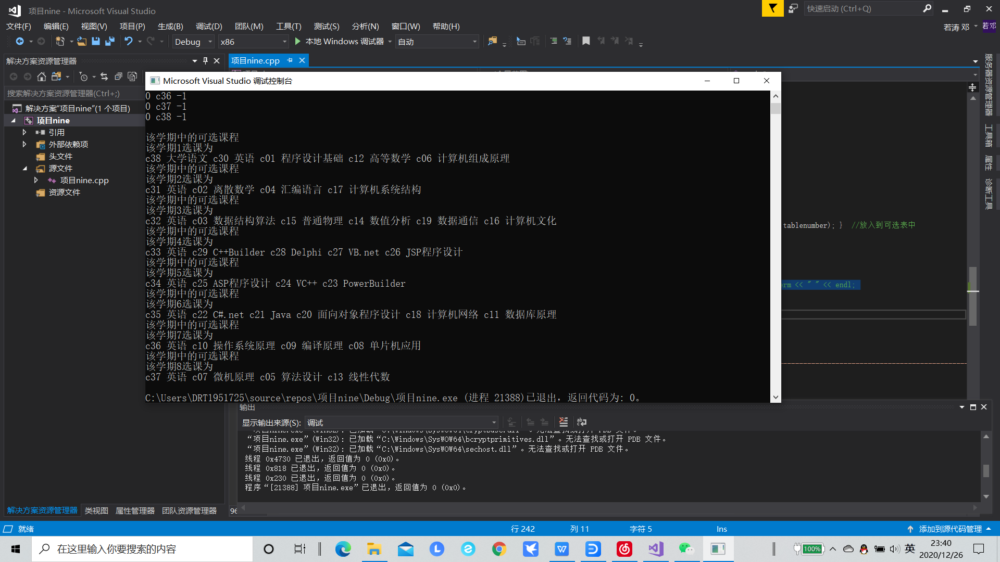 项目nine - Microsoft Visual Studio
快速启动 (Ctrl+Q)
文件(F) 编辑(E) 视图(V) 项目(P) 生成(B) 调试(D) 团队(M) 工具(T) 测试(S) 分析(N) 窗口(W) 帮助(H)
若涛 邓
若邓
Debug x86 本地 Windows 调试器 自动
解决方案资源管理器
项目nine.cpp
搜索解决方案资源管理器(Ctrl+;)
解决方案"项目nine"(1 个项目)
项目nine
引用
外部依赖项
头文件
源文件
项目nine.cpp
资源文件
Microsoft Visual Studio 调试控制台
0 c36 -1
0 c37 -1
0 c38 -1
该学期中的可选课程
该学期1选课为
c38 大学语文 c30 英语 c01 程序设计基础 c12 高等数学 c06 计算机组成原理
该学期中的可选课程
该学期2选课为
c31 英语 c02 离散数学 c04 汇编语言 c17 计算机系统结构
该学期中的可选课程
该学期3选课为
c32 英语 c03 数据结构算法 c15 普通物理 c14 数值分析 c19 数据通信 c16 计算机文化
该学期中的可选课程
该学期4选课为
c33 英语 c29 C++Builder c28 Delphi c27 VB.net c26 JSP程序设计
该学期中的可选课程
该学期5选课为
c34 英语 c25 ASP程序设计 c24 VC++ c23 PowerBuilder
该学期中的可选课程
该学期6选课为
c35 英语 c22 C#.net c21 Java c20 面向对象程序设计 c18 计算机网络 c11 数据库原理
该学期中的可选课程
该学期7选课为
c36 英语 c10 操作系统原理 c09 编译原理 c08 单片机应用
该学期中的可选课程
该学期8选课为
c37 英语 c07 微机原理 c05 算法设计 c13 线性代数
C:\Users\DRT1951725\source\repos\项目nine\Debug\项目nine.exe (进程 21388)已退出，返回代码为: 0。
tablenumber); } //放入到可选表中
erm << " " << endl;
服务器资源管理器
工具箱
属性
诊断工具
输出
显示输出来源(S): 调试
“项目nine.exe”(Win32): 已加载“C:\Windows\SysWOW64\cryptbase.dll”。无法查找或打开 PDB 文件。
“项目nine.exe”(Win32): 已加载“C:\Windows\SysWOW64\bcryptprimitives.dll”。无法查找或打开 PDB 文件。
“项目nine.exe”(Win32): 已加载“C:\Windows\SysWOW64\sechost.dll”。无法查找或打开 PDB 文件。
线程 0x4730 已退出，返回值为 0 (0x0)。
线程 0x818 已退出，返回值为 0 (0x0)。
线程 0x230 已退出，返回值为 0 (0x0)。
程序“[21388] 项目nine.exe”已退出，返回值为 0 (0x0)。
解决方案资源管理器 类视图 属性管理器 团队资源管理器
96
就绪 行 242 列 11 字符 5 Ins 添加到源代码管理
在这里输入你要搜索的内容
100%
英
23:40
2020/12/26